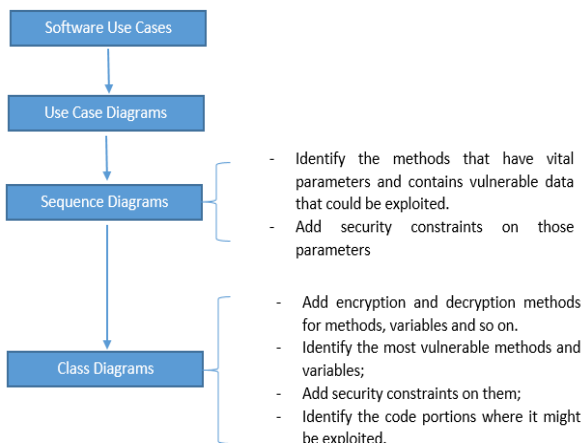 Software Use Cases
Use Case Diagrams
Sequence Diagrams
- Identify the methods that have vital
parameters and contains vulnerable data
that could be exploited.
- Add security constraints on those
parameters
Class Diagrams
- Add encryption and decryption methods
for methods, variables and so on.
- Identify the most vulnerable methods and
variables;
- Add security constraints on them;
- Identify the code portions where it might
be exploited.